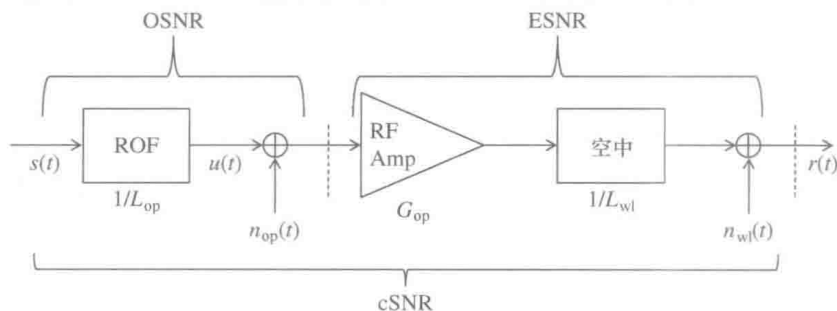 OSNR
ESNR
s(t)
ROF
1/L_op
u(t)
n_op(t)
RF
Amp
G_op
空中
1/L_wl
n_wl(t)
r(t)
cSNR